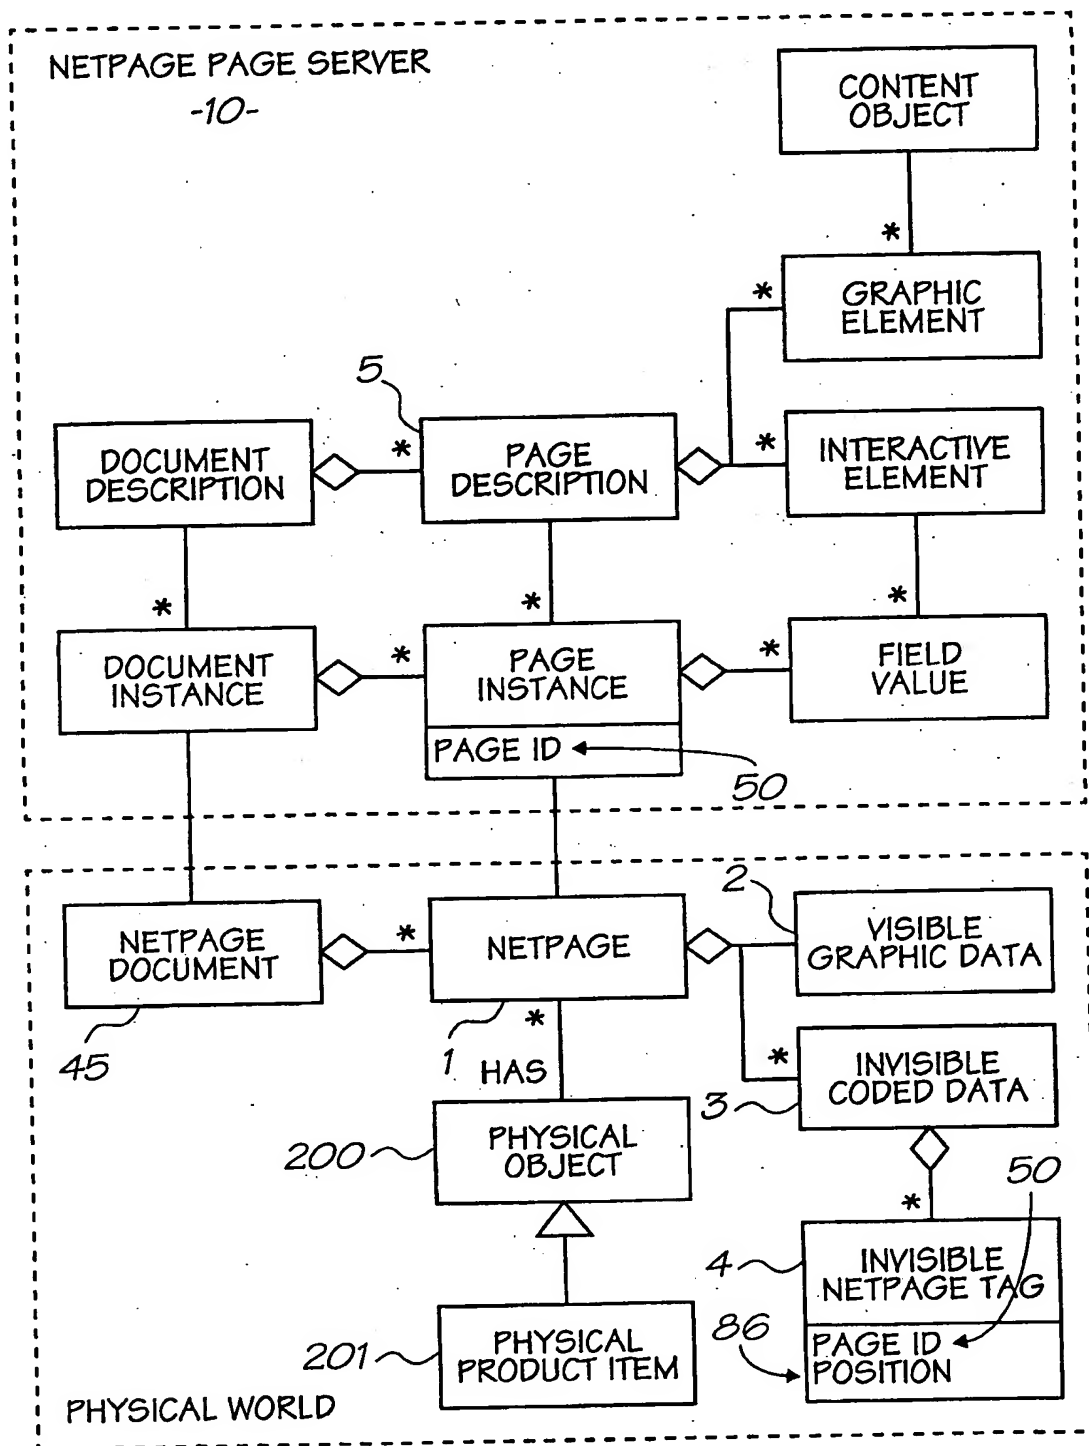 NETPAGE PAGE SERVER
-10-
CONTENT
OBJECT
*
GRAPHIC
ELEMENT
*
5
DOCUMENT
DESCRIPTION
*
PAGE
DESCRIPTION
*
INTERACTIVE
ELEMENT
*
*
*
DOCUMENT
INSTANCE
*
PAGE
INSTANCE
*
FIELD
VALUE
PAGE ID
50
2
NETPAGE
DOCUMENT
*
NETPAGE
VISIBLE
GRAPHIC DATA
45
1
*
HAS
*
INVISIBLE
CODED DATA
3
200
PHYSICAL
OBJECT
50
*
4
INVISIBLE
NETPAGE TAG
86
PAGE ID
POSITION
201
PHYSICAL
PRODUCT ITEM
PHYSICAL WORLD